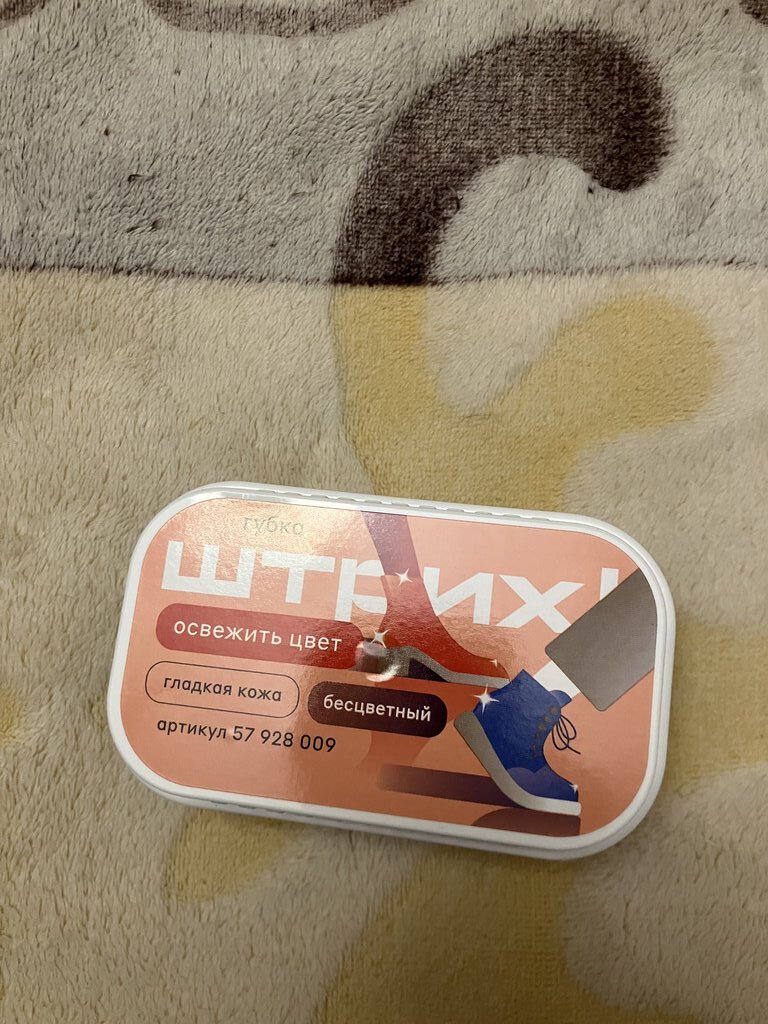 губка
штрих!
освежить цвет
гладкая кожа
бесцветный
артикул 57 928 009